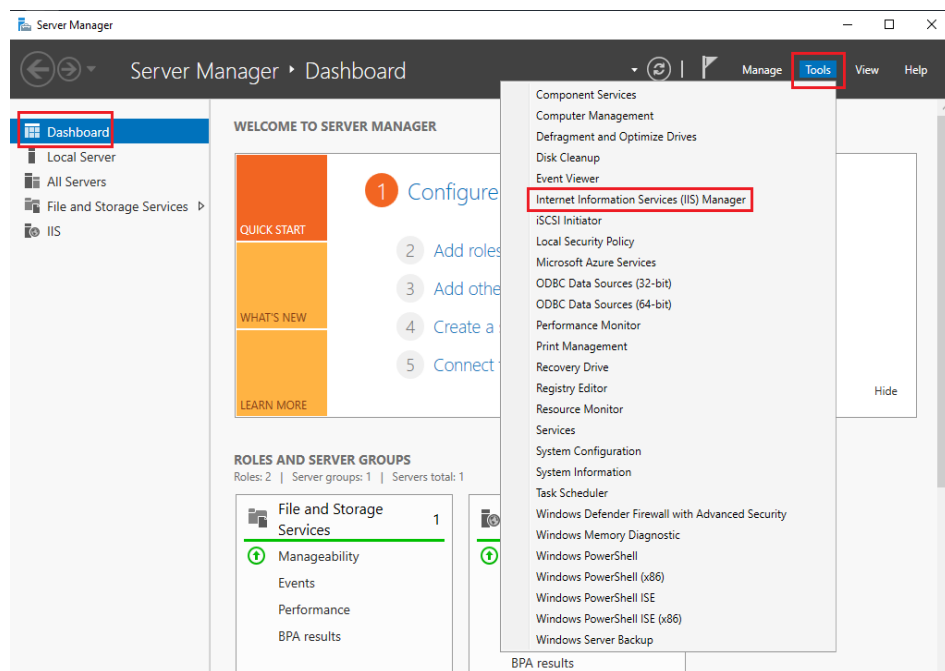 Server Manager
Server Manager ‣ Dashboard
Manage
Tools
View
Help
Dashboard
Local Server
All Servers
File and Storage Services
IIS
WELCOME TO SERVER MANAGER
QUICK START
WHAT'S NEW
LEARN MORE
1 Configure
2 Add roles
3 Add othe
4 Create a
5 Connect
Hide
ROLES AND SERVER GROUPS
Roles: 2 | Server groups: 1 | Servers total: 1
File and Storage
Services
1
Manageability
Events
Performance
BPA results
BPA results
Component Services
Computer Management
Defragment and Optimize Drives
Disk Cleanup
Event Viewer
Internet Information Services (IIS) Manager
iSCSI Initiator
Local Security Policy
Microsoft Azure Services
ODBC Data Sources (32-bit)
ODBC Data Sources (64-bit)
Performance Monitor
Print Management
Recovery Drive
Registry Editor
Resource Monitor
Services
System Configuration
System Information
Task Scheduler
Windows Defender Firewall with Advanced Security
Windows Memory Diagnostic
Windows PowerShell
Windows PowerShell (x86)
Windows PowerShell ISE
Windows PowerShell ISE (x86)
Windows Server Backup